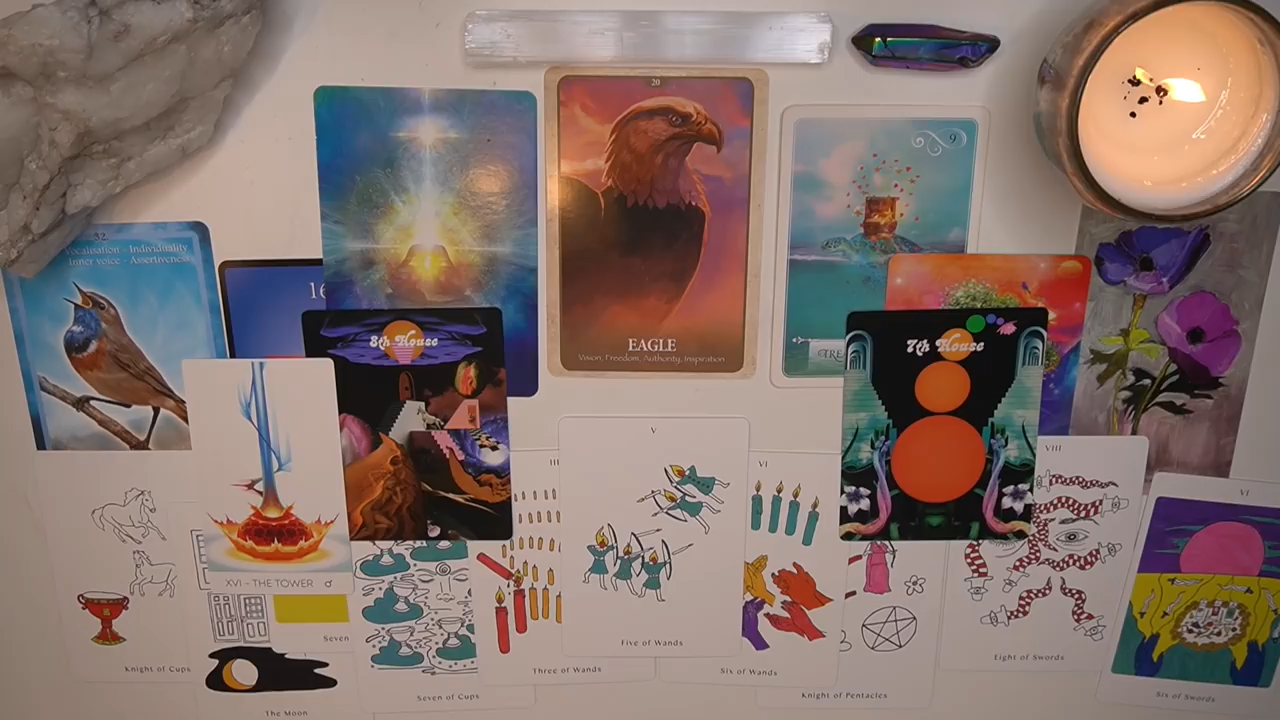 20
9
32.
Vocalisation - Individuality
Inner voice - Assertiveness
16
8th House
EAGLE
Vision, Freedom, Authority, Inspiration
7th House
V
VI
VIII
VI
XVI - THE TOWER ♂
Seven
Knight of Cups
The Moon
Seven of Cups
Three of Wands
Five of Wands
Six of Wands
Knight of Pentacles
Eight of Swords
Six of Swords